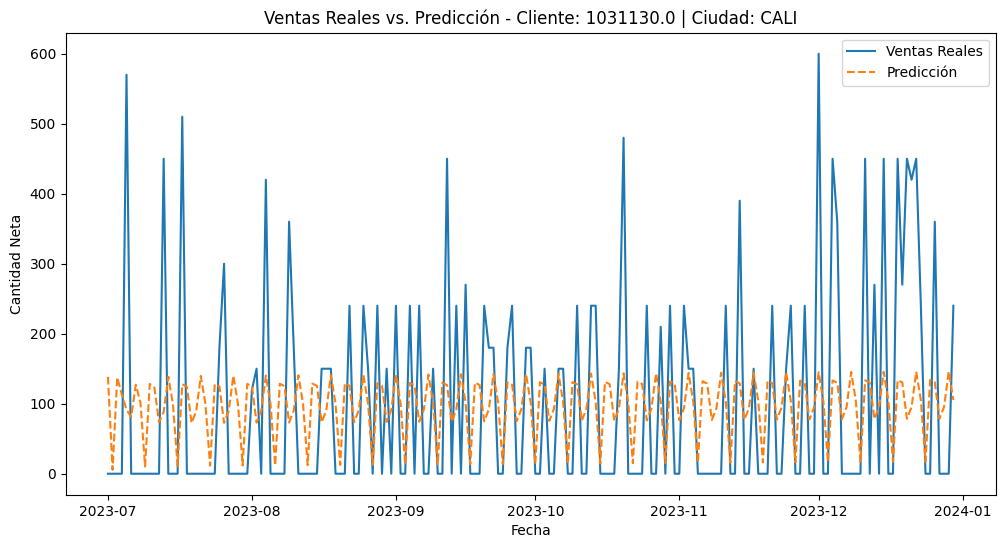 Ventas Reales vs. Predicción - Cliente: 1031130.0 | Ciudad: CALI
Ventas Reales
Predicción
Cantidad Neta
600
500
400
300
200
100
0
2023-07
2023-08
2023-09
2023-10
2023-11
2023-12
2024-01
Fecha